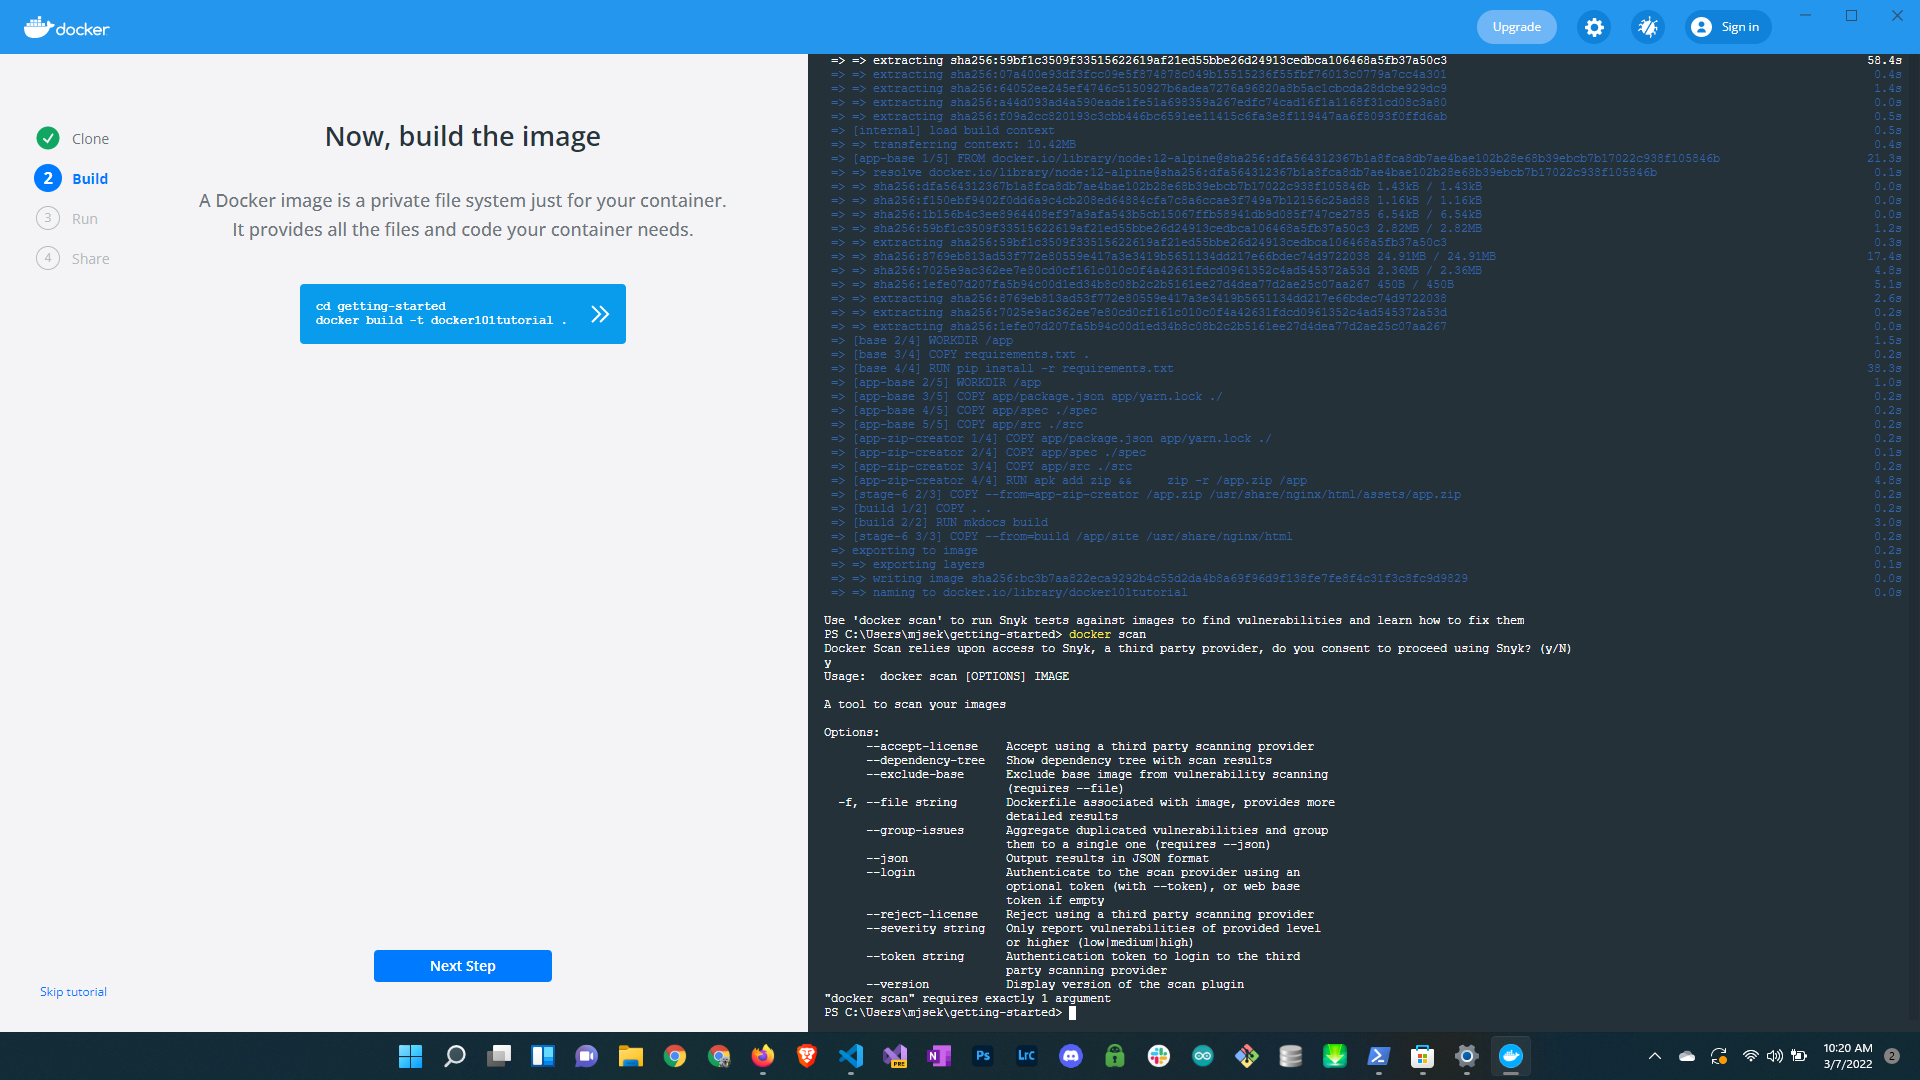 docker
Upgrade
Sign in
Clone
2 Build
3 Run
4 Share
Now, build the image
A Docker image is a private file system just for your container.
It provides all the files and code your container needs.
cd getting-started
docker build -t docker101tutorial .
Next Step
Skip tutorial
=> => extracting sha256:59bf1c3509f33515622619af21ed55bbe26d24913cedbca106468a5fb37a50c3 58.4s
=> => extracting sha256:07a400e93df3fcc09e5f874878c049b15515236f55fbf76013c0779a7cc4a301 0.4s
=> => extracting sha256:64052ee245ef4746c5150927b6adea7276a96820a8b5ac1cbcda28dcbe929dc9 1.4s
=> => extracting sha256:a44d093ad4a590eade1fe51a698359a267edfc74cad16f1a1168f31cd08c3a80 0.0s
=> => extracting sha256:f09a2cc820193c3cbb446bc6591ee11415c6fa3e8f119447aa6f8093f0ffd6ab 0.5s
=> [internal] load build context 0.5s
=> => transferring context: 10.42MB 0.4s
=> [app-base 1/5] FROM docker.io/library/node:12-alpine@sha256:dfa564312367b1a8fca8db7ae4bae102b28e68b39ebcb7b17022c938f105846b 21.3s
=> => resolve docker.io/library/node:12-alpine@sha256:dfa564312367b1a8fca8db7ae4bae102b28e68b39ebcb7b17022c938f105846b 0.1s
=> => sha256:dfa564312367b1a8fca8db7ae4bae102b28e68b39ebcb7b17022c938f105846b 1.43kB / 1.43kB 0.0s
=> => sha256:f150ebf9402f0dd6a9c4cb208ed64884cfa7c8a6ccae3f749a7b12156c25ad88 1.16kB / 1.16kB 0.0s
=> => sha256:1b156b4c3ee8964408ef97a9afa543b5cb15067ffb58941db9d085f747ce2785 6.54kB / 6.54kB 0.0s
=> => sha256:59bf1c3509f33515622619af21ed55bbe26d24913cedbca106468a5fb37a50c3 2.82MB / 2.82MB 1.2s
=> => extracting sha256:59bf1c3509f33515622619af21ed55bbe26d24913cedbca106468a5fb37a50c3 0.3s
=> => sha256:8769eb813ad53f772e80559e417a3e3419b5651134dd217e66bdec74d9722038 24.91MB / 24.91MB 17.4s
=> => sha256:7025e9ac362ee7e80cd0cf161c010c0f4a42631fdcd0961352c4ad545372a53d 2.36MB / 2.36MB 4.8s
=> => sha256:1efe07d207fa5b94c00d1ed34b8c08b2c2b5161ee27d4dea77d2ae25c07aa267 450B / 450B 5.1s
=> => extracting sha256:8769eb813ad53f772e80559e417a3e3419b5651134dd217e66bdec74d9722038 2.6s
=> => extracting sha256:7025e9ac362ee7e80cd0cf161c010c0f4a42631fdcd0961352c4ad545372a53d 0.2s
=> => extracting sha256:1efe07d207fa5b94c00d1ed34b8c08b2c2b5161ee27d4dea77d2ae25c07aa267 0.0s
=> [base 2/4] WORKDIR /app 1.5s
=> [base 3/4] COPY requirements.txt . 0.2s
=> [base 4/4] RUN pip install -r requirements.txt 38.3s
=> [app-base 2/5] WORKDIR /app 1.0s
=> [app-base 3/5] COPY app/package.json app/yarn.lock ./ 0.2s
=> [app-base 4/5] COPY app/spec ./spec 0.2s
=> [app-base 5/5] COPY app/src ./src 0.2s
=> [app-zip-creator 1/4] COPY app/package.json app/yarn.lock ./ 0.2s
=> [app-zip-creator 2/4] COPY app/spec ./spec 0.1s
=> [app-zip-creator 3/4] COPY app/src ./src 0.2s
=> [app-zip-creator 4/4] RUN apk add zip &&     zip -r /app.zip /app 4.8s
=> [stage-6 2/3] COPY --from=app-zip-creator /app.zip /usr/share/nginx/html/assets/app.zip 0.2s
=> [build 1/2] COPY . . 0.2s
=> [build 2/2] RUN mkdocs build 3.0s
=> [stage-6 3/3] COPY --from=build /app/site /usr/share/nginx/html 0.2s
=> exporting to image 0.2s
=> => exporting layers 0.1s
=> => writing image sha256:bc3b7aa822eca9292b4c55d2da4b8a69f96d9f138fe7fe8f4c31f3c8fc9d9829 0.0s
=> => naming to docker.io/library/docker101tutorial 0.0s
Use 'docker scan' to run Snyk tests against images to find vulnerabilities and learn how to fix them
PS C:\Users\mjsek\getting-started> docker scan
Docker Scan relies upon access to Snyk, a third party provider, do you consent to proceed using Snyk? (y/N)
y
Usage:  docker scan [OPTIONS] IMAGE
A tool to scan your images
Options:
--accept-license    Accept using a third party scanning provider
--dependency-tree   Show dependency tree with scan results
--exclude-base      Exclude base image from vulnerability scanning
(requires --file)
-f, --file string       Dockerfile associated with image, provides more
detailed results
--group-issues      Aggregate duplicated vulnerabilities and group
them to a single one (requires --json)
--json              Output results in JSON format
--login             Authenticate to the scan provider using an
optional token (with --token), or web base
token if empty
--reject-license    Reject using a third party scanning provider
--severity string   Only report vulnerabilities of provided level
or higher (low|medium|high)
--token string      Authentication token to login to the third
party scanning provider
--version           Display version of the scan plugin
"docker scan" requires exactly 1 argument
PS C:\Users\mjsek\getting-started>
PRE
N
Ps
LrC
10:20 AM
3/7/2022
2